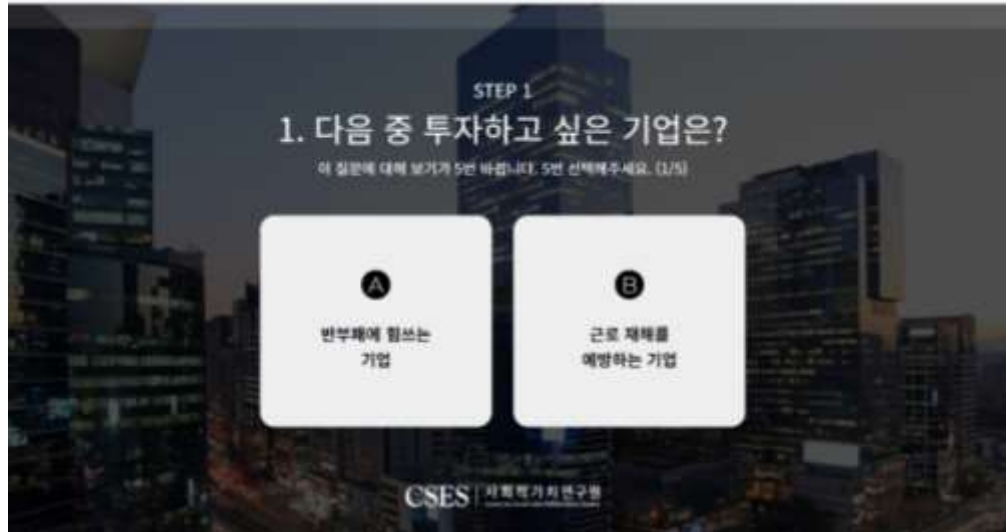 STEP 1
1. 다음 중 투자하고 싶은 기업은?
이 질문에 대해 보기가 5번 바뀝니다. 5번 선택해주세요. (1/5)
A
B
반부패에 힘쓰는
기업
근로 재해를
예방하는 기업
CSES 사회적가치연구원